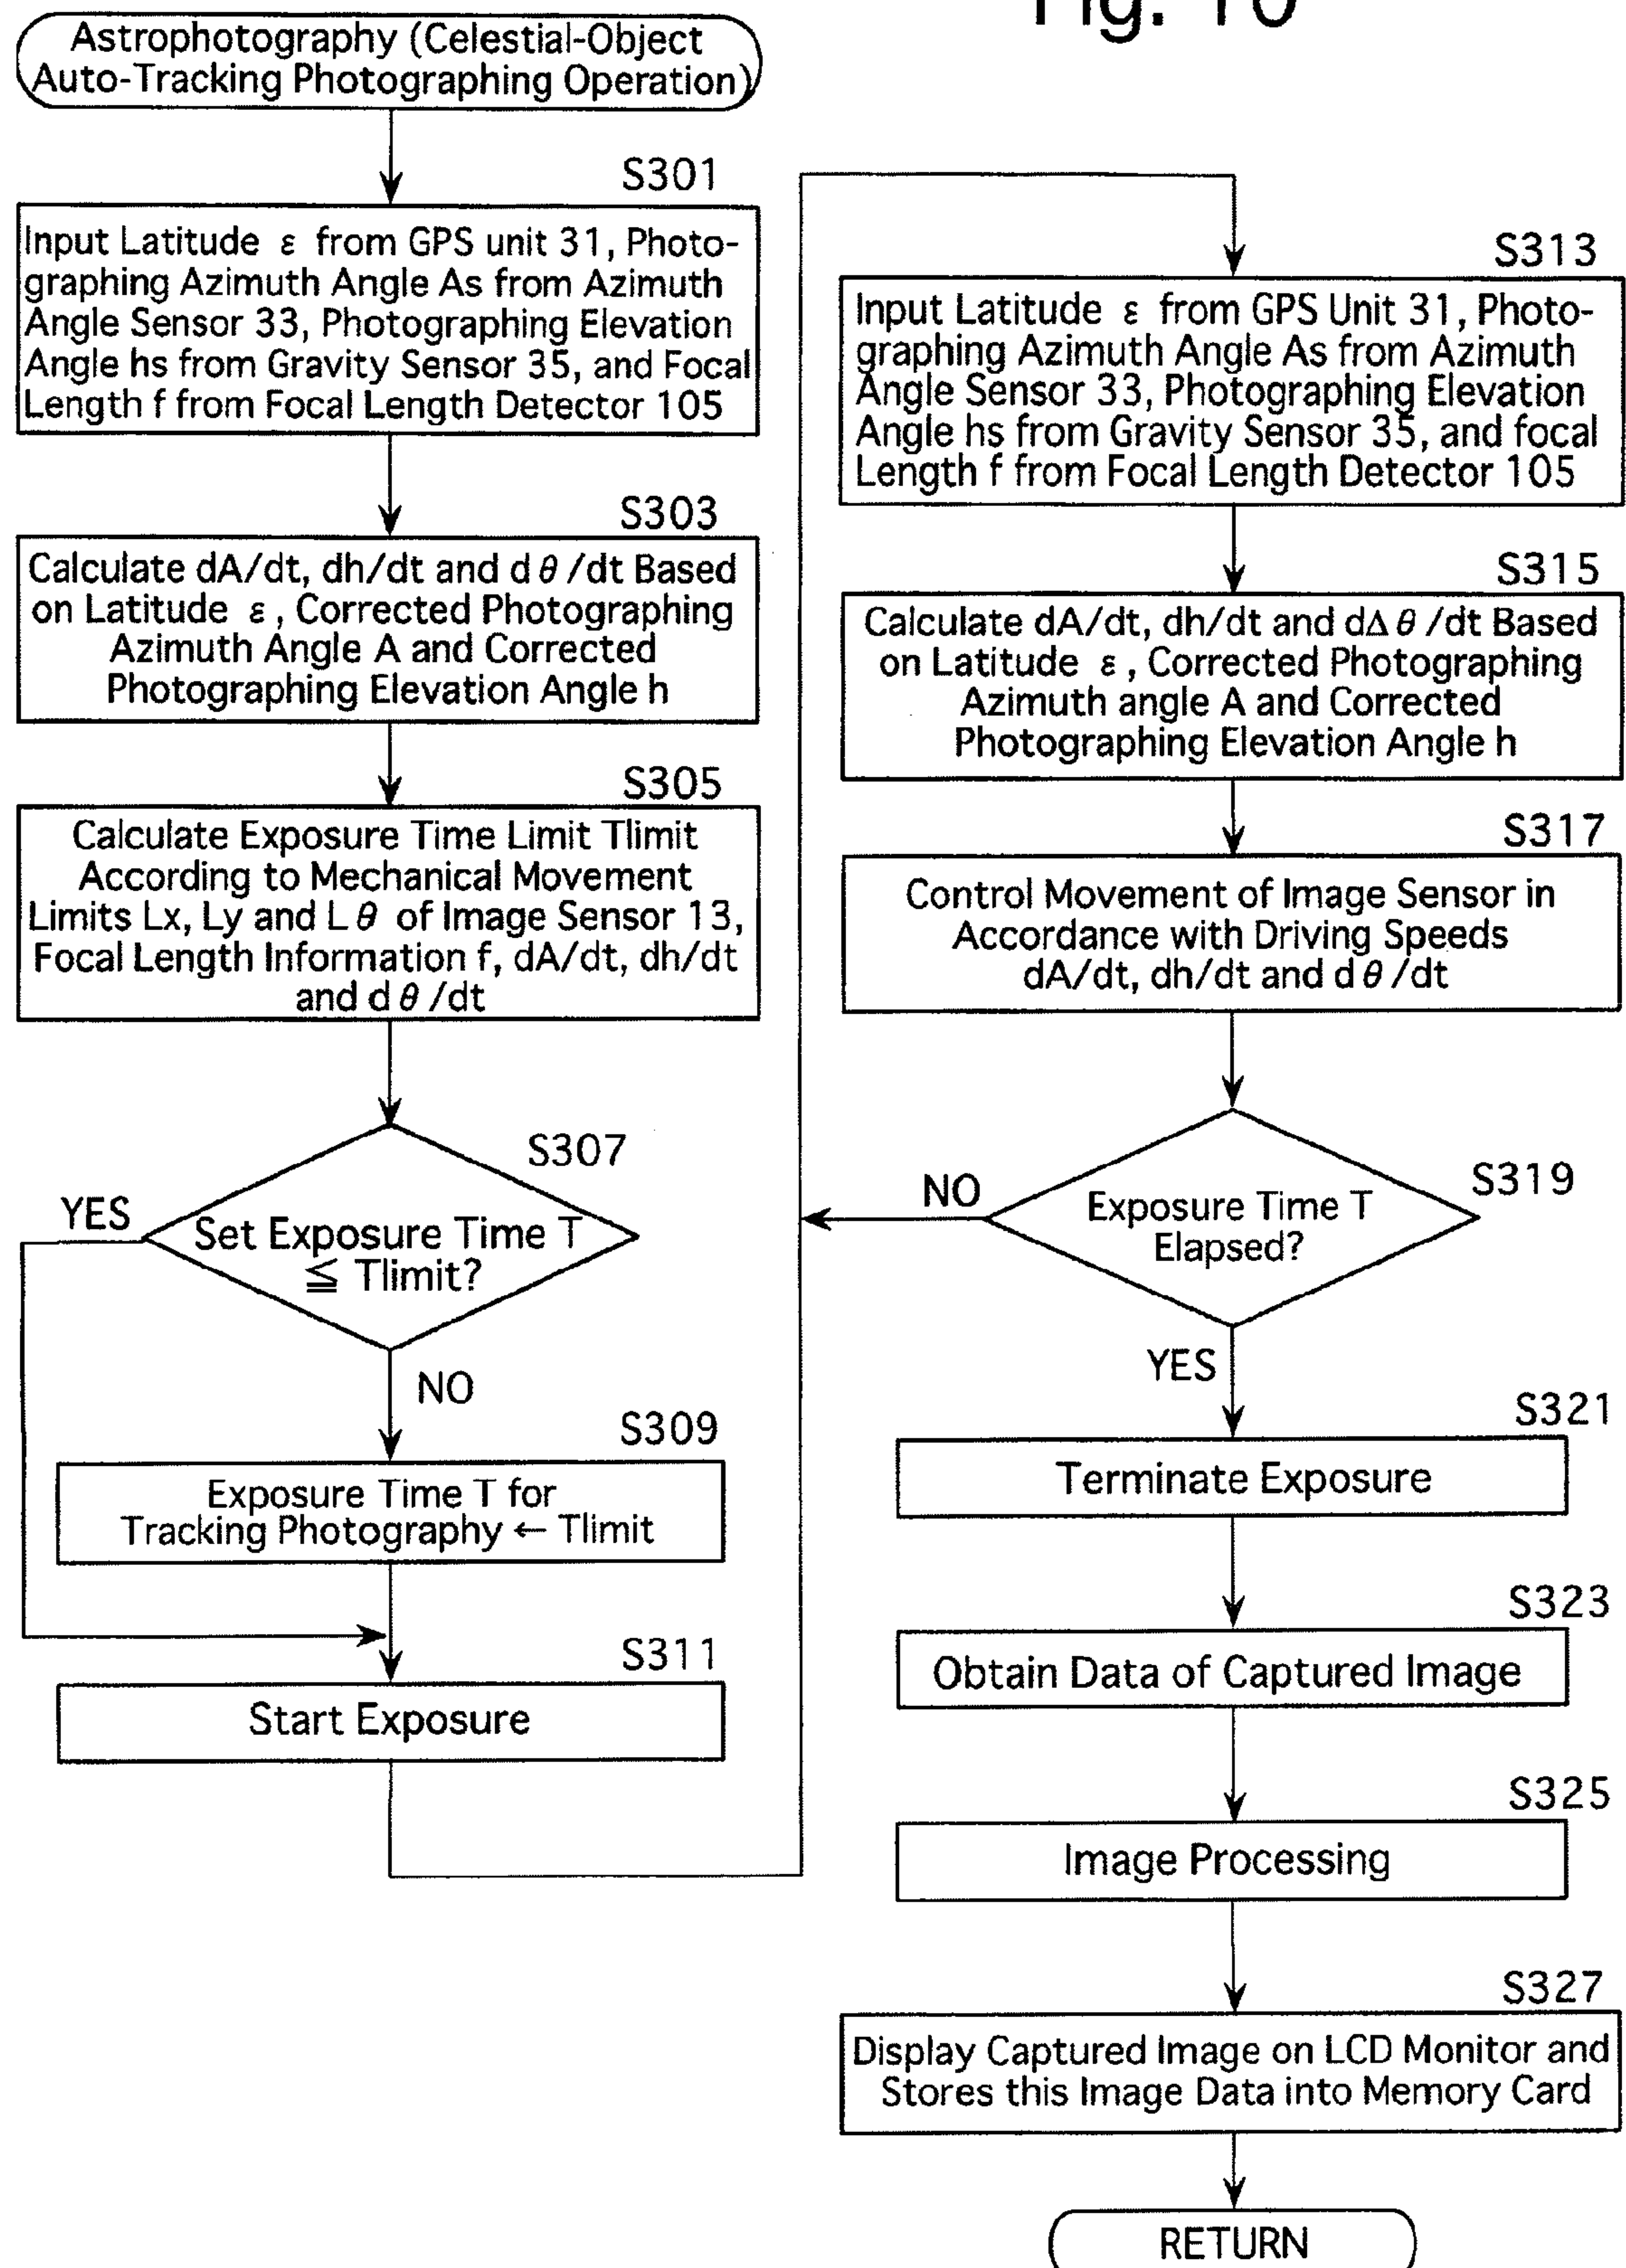 Fig. 10
Astrophotography (Celestial-Object
Auto-Tracking Photographing Operation)
S301
Input Latitude ε from GPS unit 31, Photo-
graphing Azimuth Angle As from Azimuth
Angle Sensor 33, Photographing Elevation
Angle hs from Gravity Sensor 35, and Focal
Length f from Focal Length Detector 105
S303
Calculate dA/dt, dh/dt and dθ/dt Based
on Latitude ε, Corrected Photographing
Azimuth Angle A and Corrected
Photographing Elevation Angle h
S305
Calculate Exposure Time Limit Tlimit
According to Mechanical Movement
Limits Lx, Ly and Lθ of Image Sensor 13,
Focal Length Information f, dA/dt, dh/dt
and dθ/dt
S307
YES
Set Exposure Time T
≦ Tlimit?
NO
S309
Exposure Time T for
Tracking Photography ← Tlimit
S311
Start Exposure
S313
Input Latitude ε from GPS Unit 31, Photo-
graphing Azimuth Angle As from Azimuth
Angle Sensor 33, Photographing Elevation
Angle hs from Gravity Sensor 35, and focal
Length f from Focal Length Detector 105
S315
Calculate dA/dt, dh/dt and dΔθ/dt Based
on Latitude ε, Corrected Photographing
Azimuth angle A and Corrected
Photographing Elevation Angle h
S317
Control Movement of Image Sensor in
Accordance with Driving Speeds
dA/dt, dh/dt and dθ/dt
S319
NO
Exposure Time T
Elapsed?
YES
S321
Terminate Exposure
S323
Obtain Data of Captured Image
S325
Image Processing
S327
Display Captured Image on LCD Monitor and
Stores this Image Data into Memory Card
RETURN